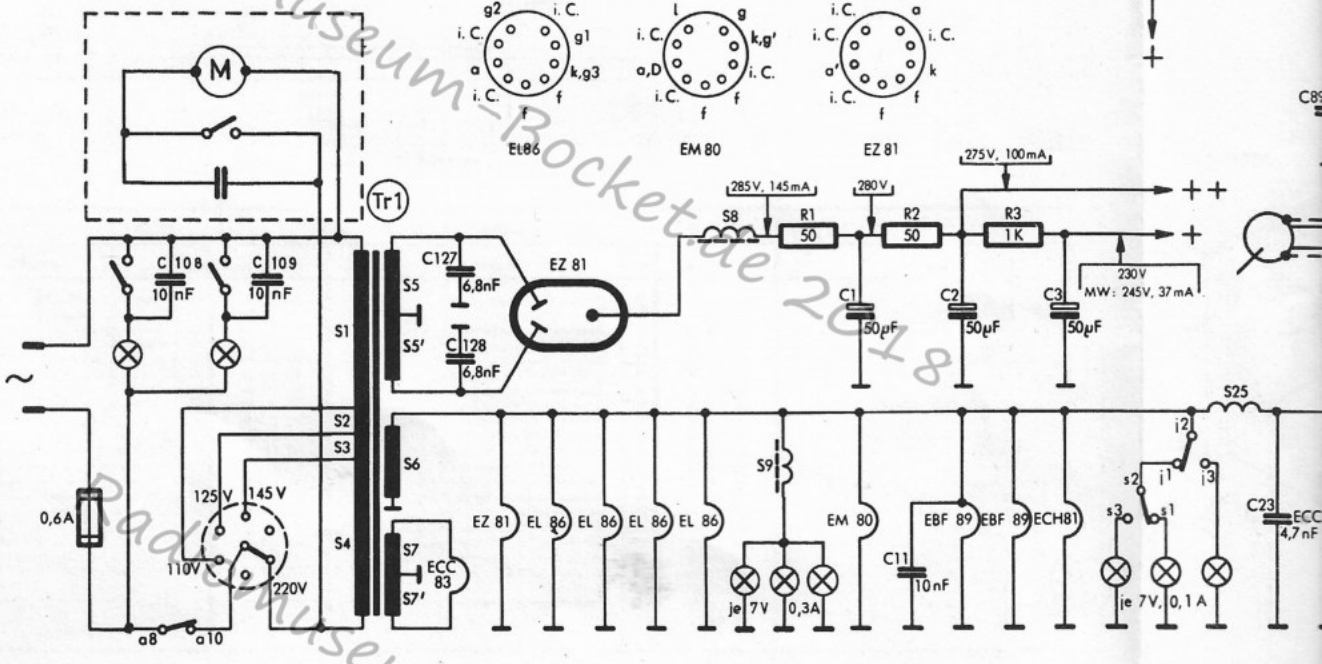 g2 i. C.
i. C. g1
a k,g3
i. C. f
f
EL86
l g
i. C. k,g'
a,D i. C.
i. C. f
f
EM 80
i. C. a
i. C. i. C.
a' k
i. C. f
f
EZ 81
+
C89
M
Tr1
285V, 145mA
280V
275V, 100mA
+ +
S8
R1
50
R2
50
R3
1K
+
230V
MW: 245V, 37mA
C1
50µF
C2
50µF
C3
50µF
C 108
10 nF
C 109
10 nF
C127
6,8nF
C 128
6,8nF
EZ 81
S1
S2
S3
S4
S5
S5'
S6
S7
S7'
ECC
83
~
0,6A
125 V
145 V
110V
220V
a8
a10
EZ 81
EL 86
EL 86
EL 86
EL 86
S9
je 7V 0,3A
EM 80
C11
10nF
EBF 89
EBF 89
ECH81
S25
j2
j1
j3
s2
s3
s1
je 7V, 0,1A
C23
4,7nF
ECC
Radiomuseum-Bocket.de 2018
Radiomuseum